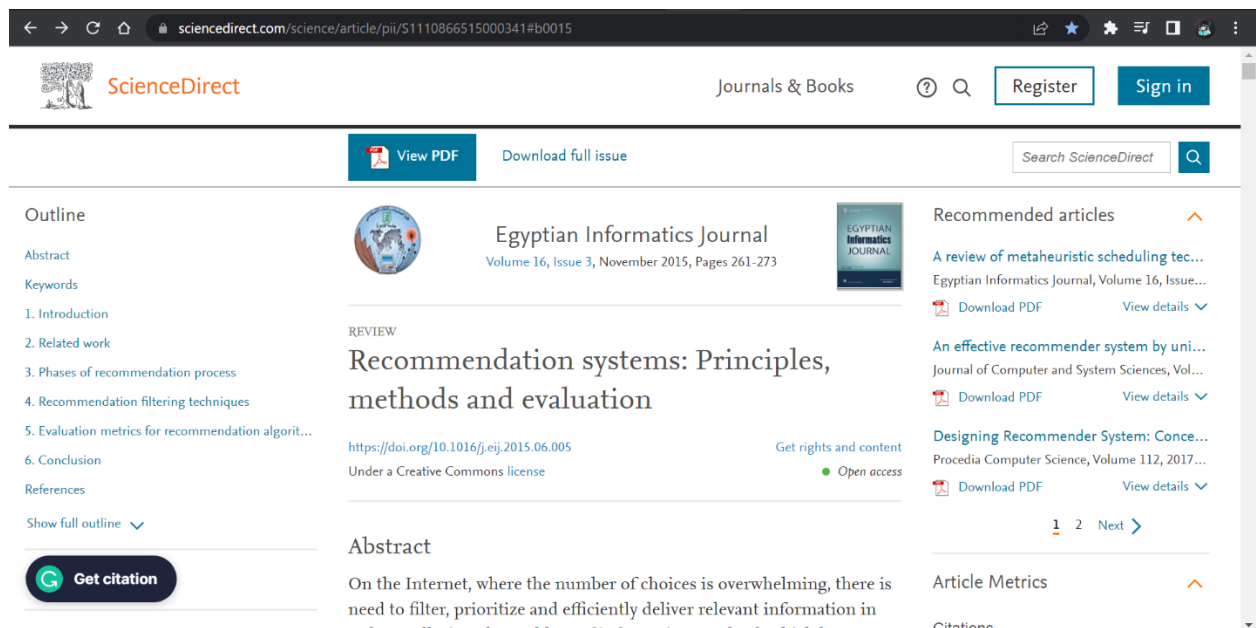 sciencedirect.com/science/article/pii/S1110866515000341#b0015
ScienceDirect
Journals & Books
Register
Sign in
View PDF
Download full issue
Search ScienceDirect
Outline
Abstract
Keywords
1. Introduction
2. Related work
3. Phases of recommendation process
4. Recommendation filtering techniques
5. Evaluation metrics for recommendation algorit...
6. Conclusion
References
Show full outline
Get citation
Egyptian Informatics Journal
Volume 16, Issue 3, November 2015, Pages 261-273
EGYPTIAN
Informatics
JOURNAL
REVIEW
Recommendation systems: Principles,
methods and evaluation
https://doi.org/10.1016/j.eij.2015.06.005
Get rights and content
Under a Creative Commons license
Open access
Abstract
On the Internet, where the number of choices is overwhelming, there is
need to filter, prioritize and efficiently deliver relevant information in
Recommended articles
A review of metaheuristic scheduling tec...
Egyptian Informatics Journal, Volume 16, Issue...
Download PDF
View details
An effective recommender system by uni...
Journal of Computer and System Sciences, Vol...
Download PDF
View details
Designing Recommender System: Conce...
Procedia Computer Science, Volume 112, 2017...
Download PDF
View details
1 2 Next
Article Metrics
Citations